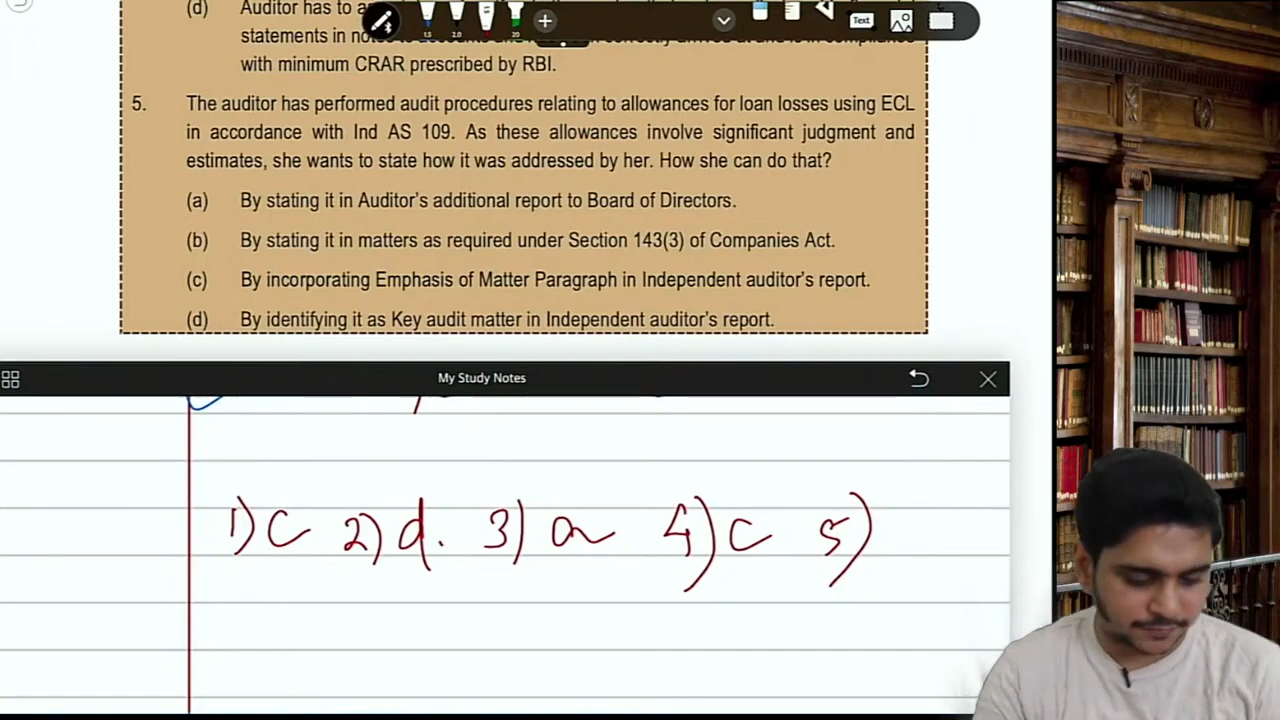 (d) Auditor has to
statements in
with minimum CRAR prescribed by RBI.
5. The auditor has performed audit procedures relating to allowances for loan losses using ECL
in accordance with Ind AS 109. As these allowances involve significant judgment and
estimates, she wants to state how it was addressed by her. How she can do that?
(a) By stating it in Auditor's additional report to Board of Directors.
(b) By stating it in matters as required under Section 143(3) of Companies Act.
(c) By incorporating Emphasis of Matter Paragraph in Independent auditor's report.
(d) By identifying it as Key audit matter in Independent auditor's report.
My Study Notes
1) c 2) d. 3) a 4) c 5)
Text